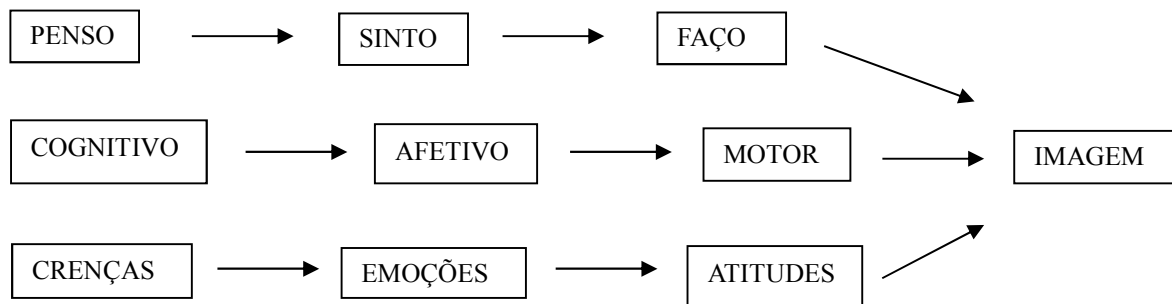 PENSO SINTO FAÇO
COGNITIVO AFETIVO MOTOR IMAGEM
CRENÇAS EMOÇÕES ATITUDES